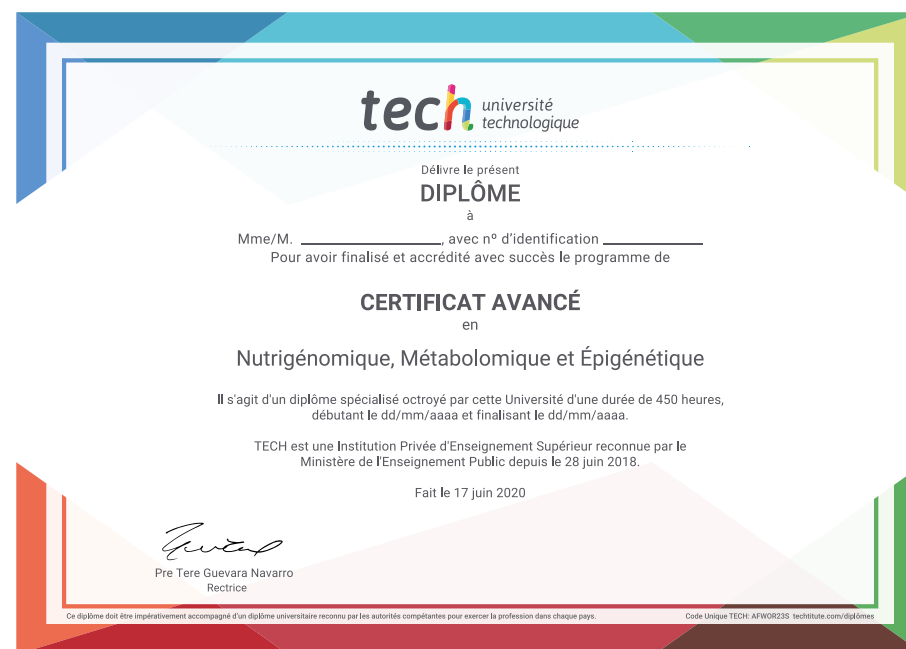 tech université
technologique
Délivre le présent
DIPLÔME
à
Mme/M. ____________________, avec nº d'identification ______________
Pour avoir finalisé et accrédité avec succès le programme de
CERTIFICAT AVANCÉ
en
Nutrigénomique, Métabolomique et Épigénétique
Il s'agit d'un diplôme spécialisé octroyé par cette Université d'une durée de 450 heures,
débutant le dd/mm/aaaa et finalisant le dd/mm/aaaa.
TECH est une Institution Privée d'Enseignement Supérieur reconnue par le
Ministère de l'Enseignement Public depuis le 28 juin 2018.
Fait le 17 juin 2020
Pre Tere Guevara Navarro
Rectrice
Ce diplôme doit être impérativement accompagné d'un diplôme universitaire reconnu par les autorités compétantes pour exercer la profession dans chaque pays.
Code Unique TECH: AFWOR23S techtitute.com/diplômes